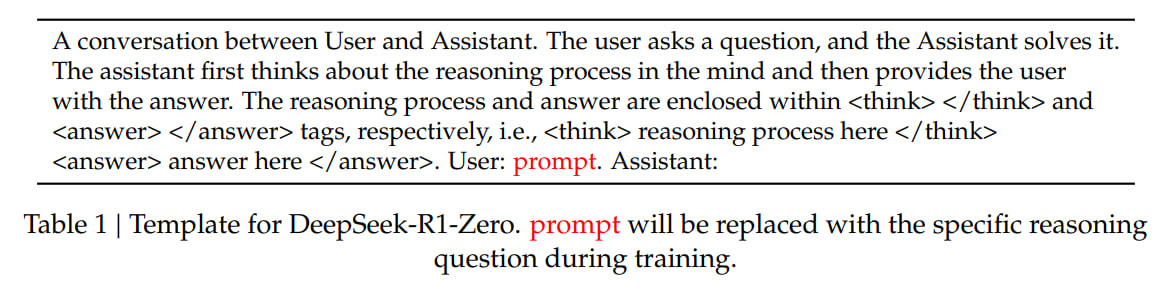 A conversation between User and Assistant. The user asks a question, and the Assistant solves it.
The assistant first thinks about the reasoning process in the mind and then provides the user
with the answer. The reasoning process and answer are enclosed within <think> </think> and
<answer> </answer> tags, respectively, i.e., <think> reasoning process here </think>
<answer> answer here </answer>. User: prompt. Assistant:
Table 1 | Template for DeepSeek-R1-Zero. prompt will be replaced with the specific reasoning
question during training.